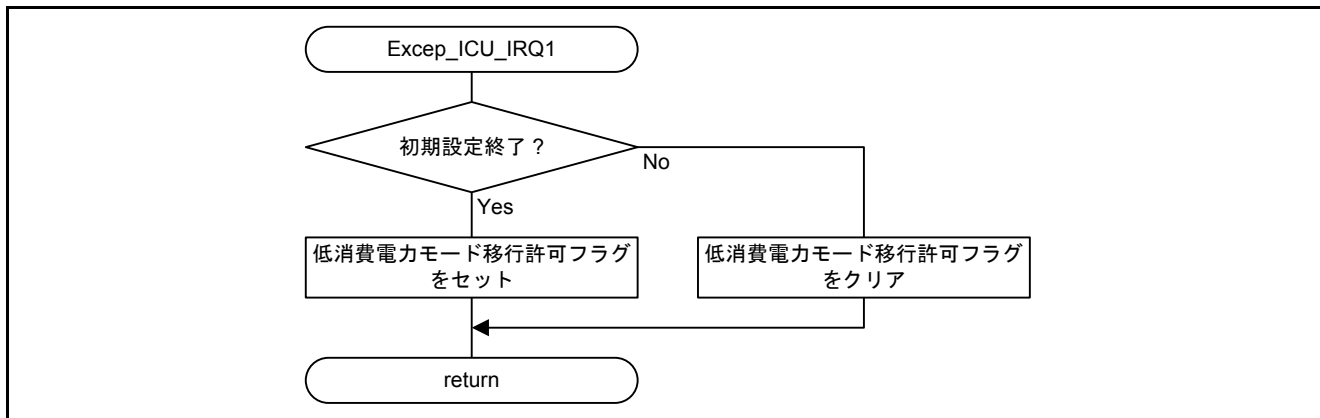 Excep_ICU_IRQ1
初期設定終了？
No
Yes
低消費電力モード移行許可フラグ
をセット
低消費電力モード移行許可フラグ
をクリア
return